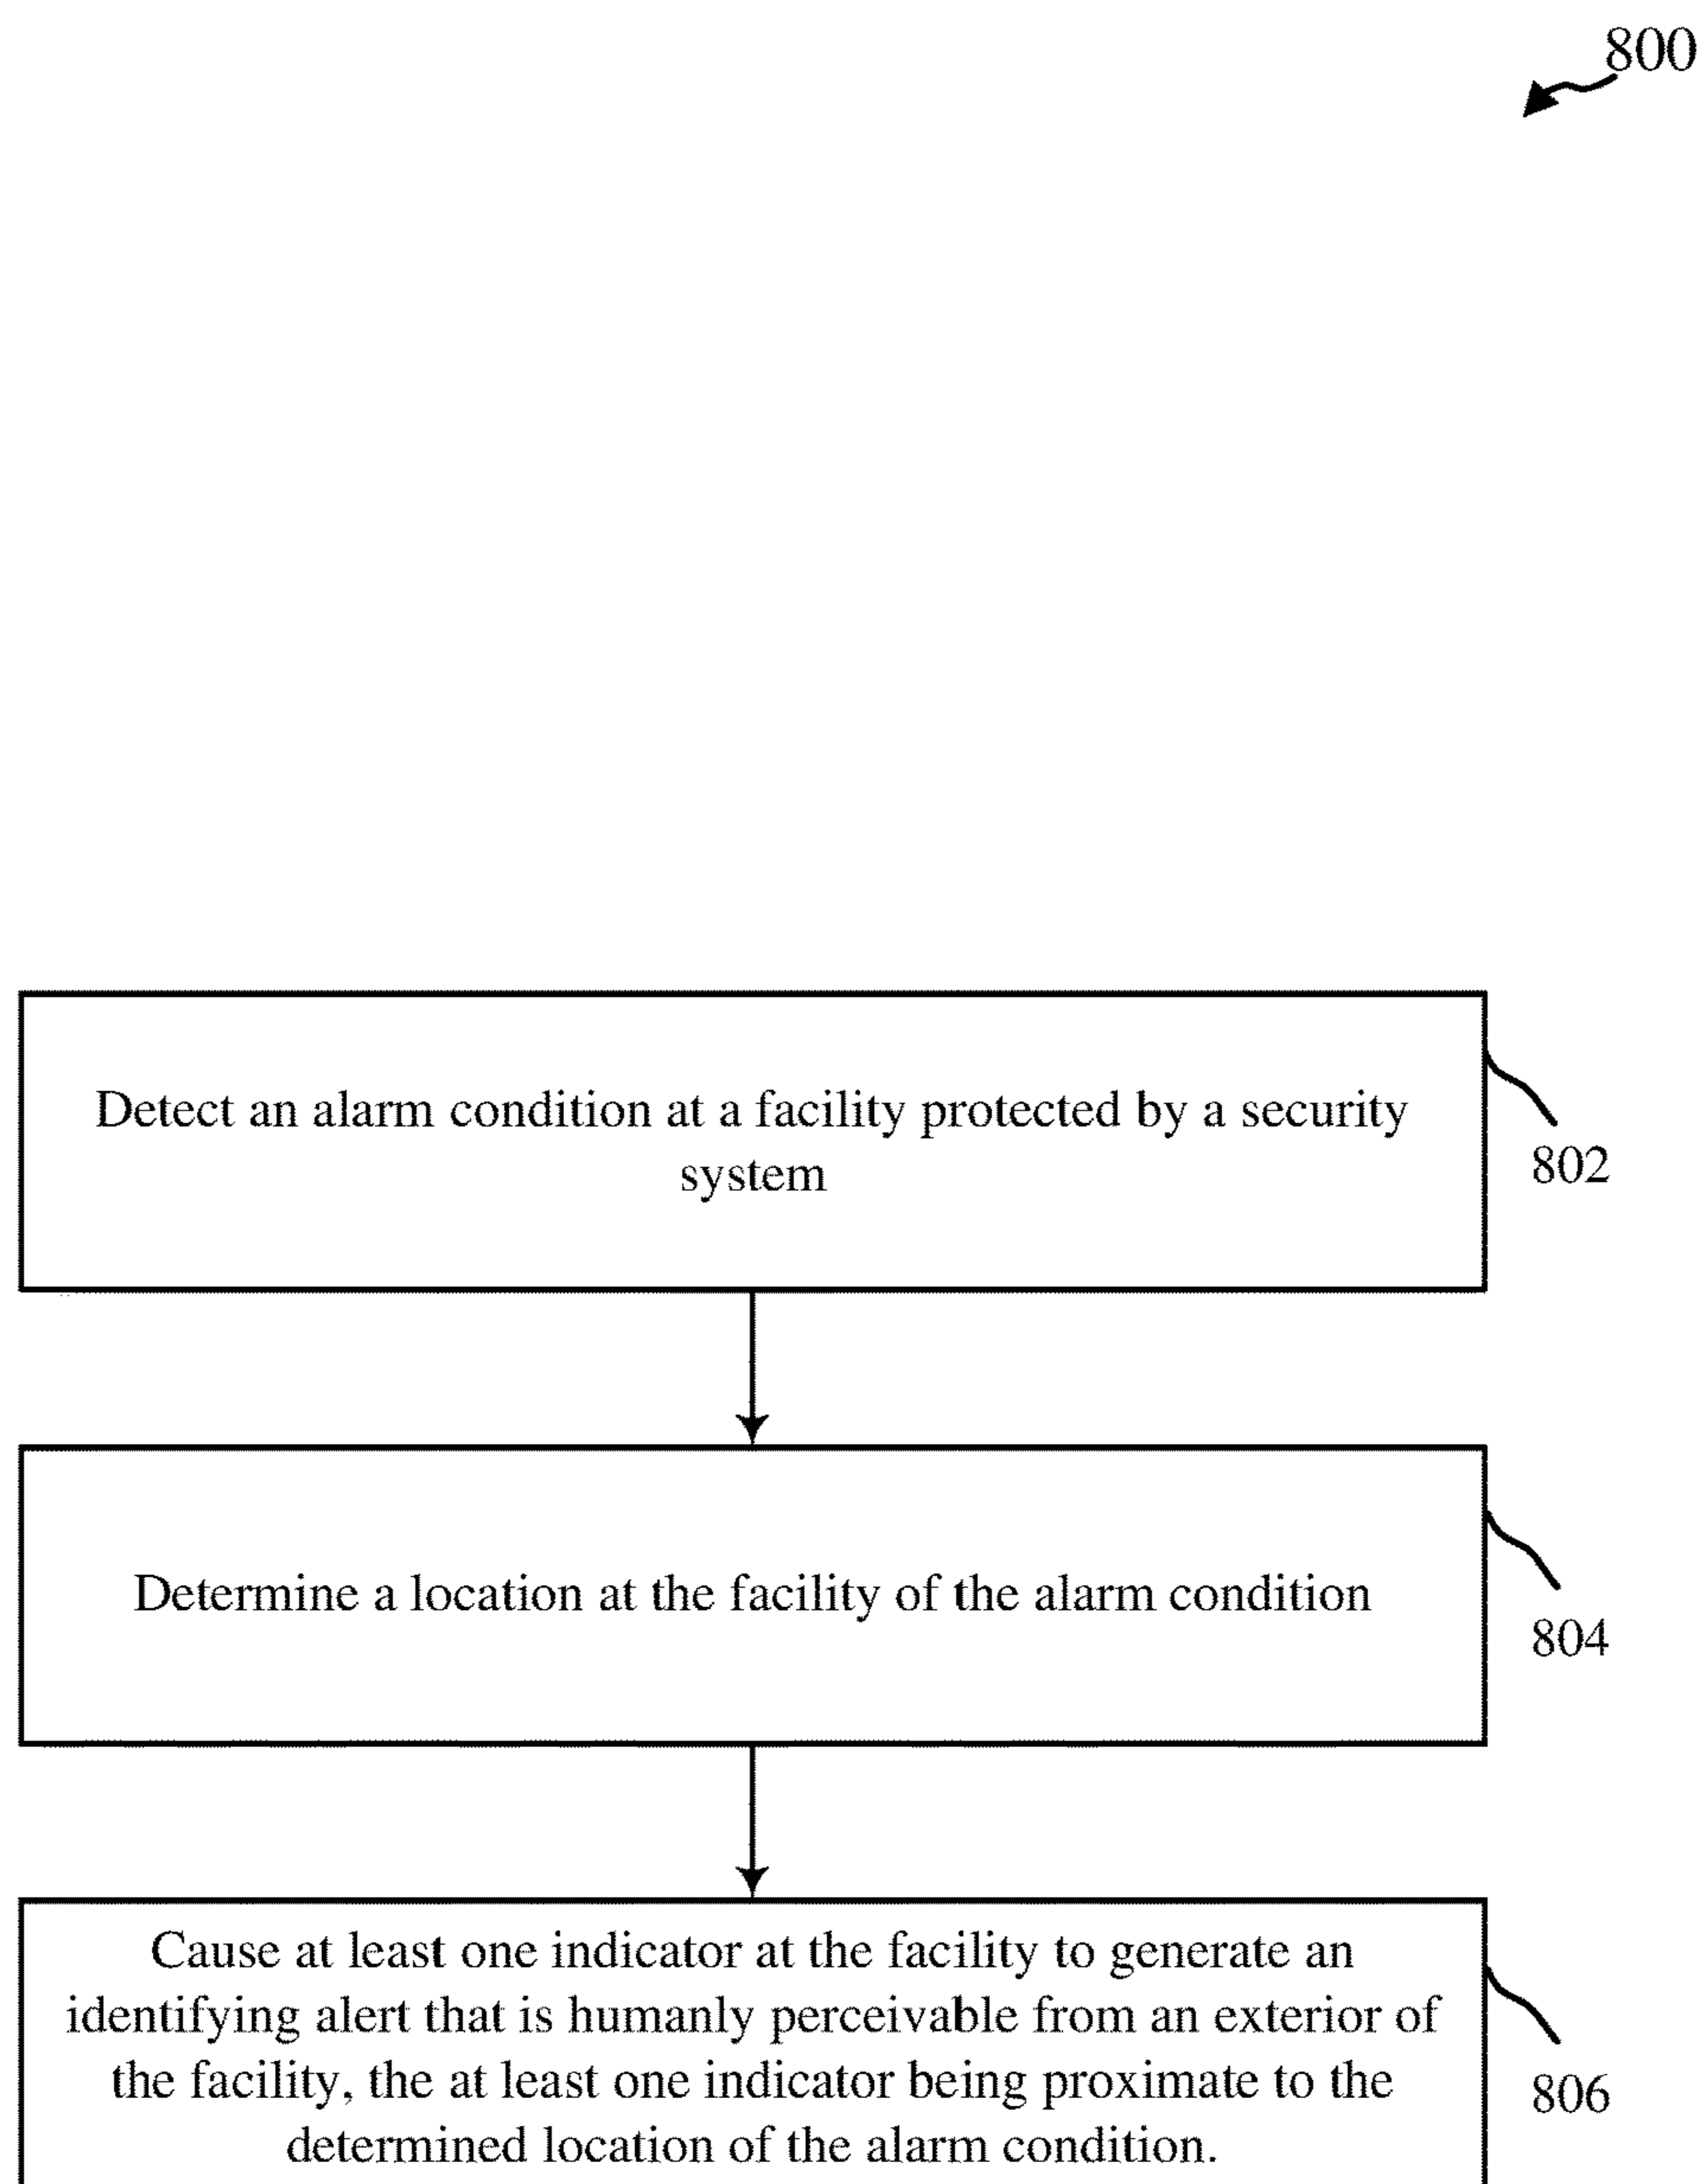 800
Detect an alarm condition at a facility protected by a security
system
802
Determine a location at the facility of the alarm condition
804
Cause at least one indicator at the facility to generate an
identifying alert that is humanly perceivable from an exterior of
the facility, the at least one indicator being proximate to the
determined location of the alarm condition.
806